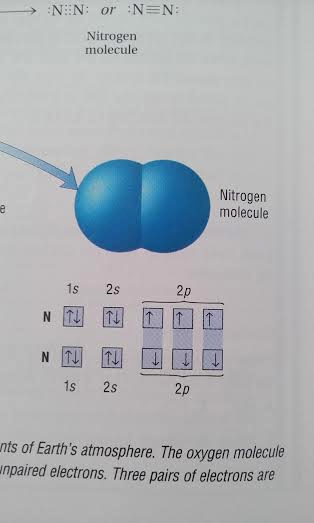 :N⋮⋮N: or :N≡N:
Nitrogen
molecule
e
Nitrogen
molecule
1s 2s 2p
N ↑↓ ↑↓ ↑ ↑ ↑
N ↑↓ ↑↓ ↓ ↓ ↓
1s 2s 2p
nts of Earth's atmosphere. The oxygen molecule
unpaired electrons. Three pairs of electrons are